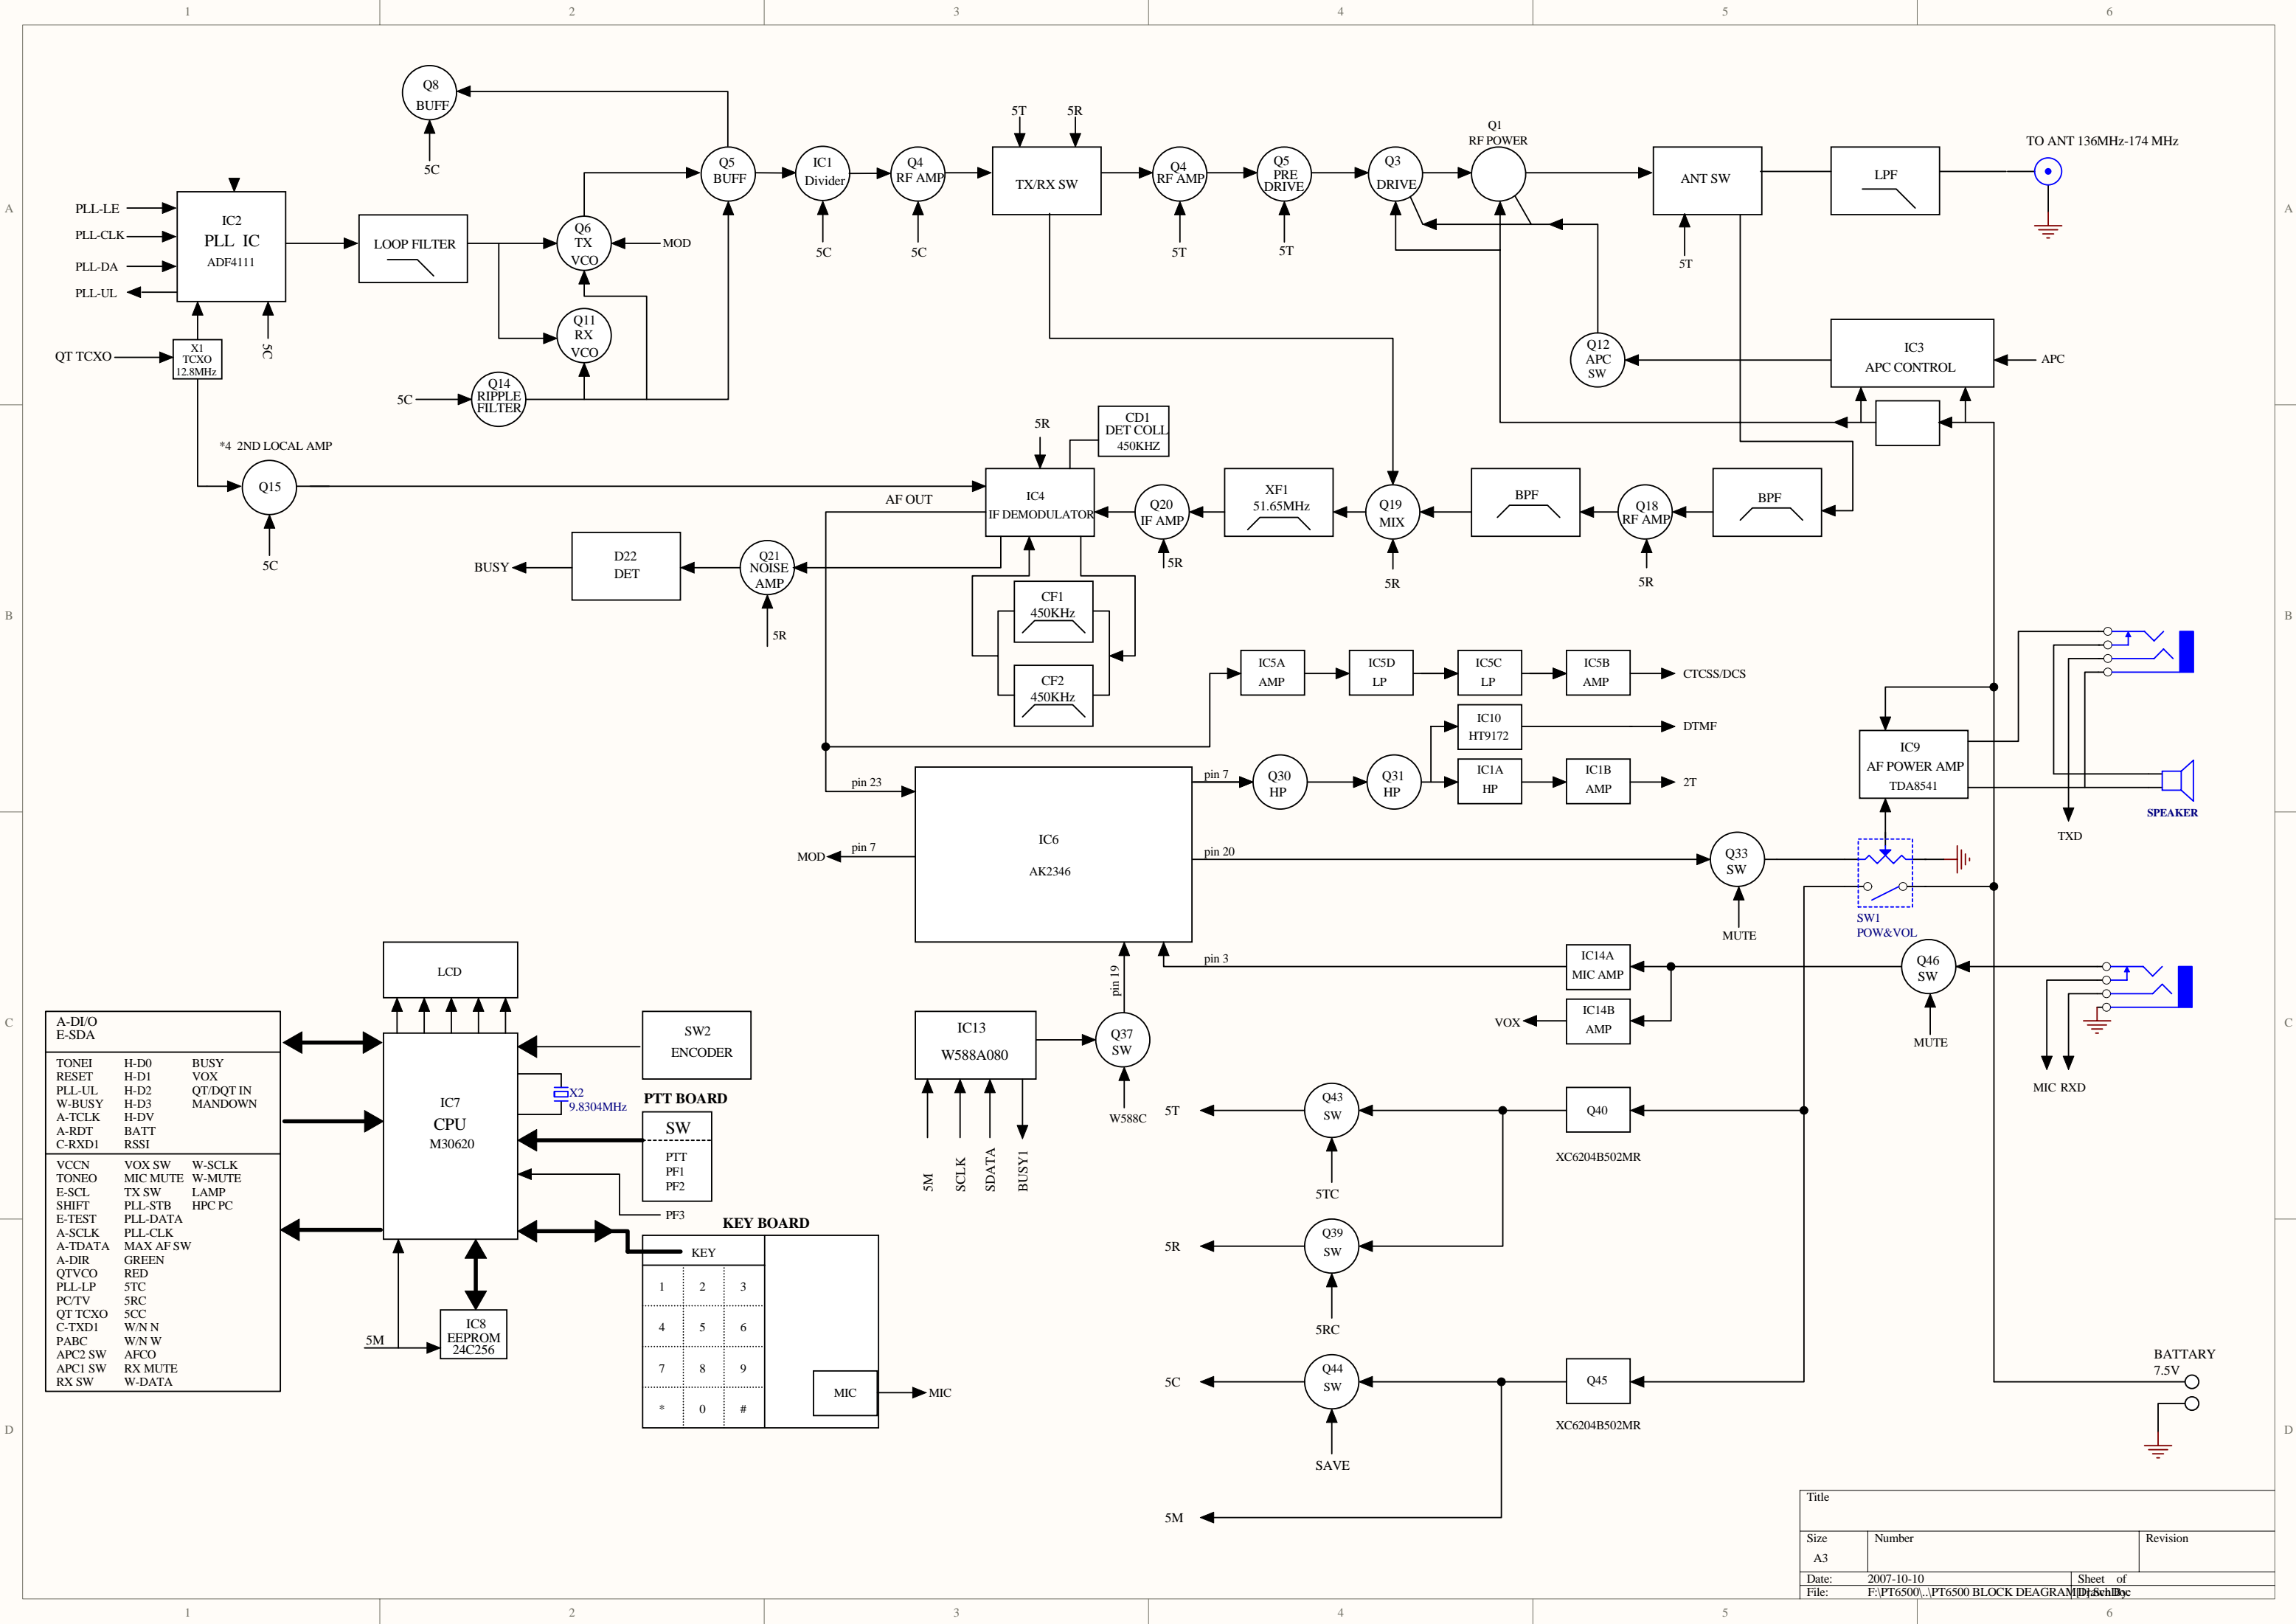 1 2 3 4 5 6
A
B
C
D
Q8
BUFF
5C
PLL-LE
PLL-CLK
PLL-DA
PLL-UL
IC2
PLL IC
ADF4111
5C
QT TCXO
X1
TCXO
12.8MHz
LOOP FILTER
Q6
TX
VCO
MOD
Q11
RX
VCO
5C
Q14
RIPPLE
FILTER
Q5
BUFF
IC1
Divider
5C
Q4
RF AMP
5C
5T 5R
TX/RX SW
Q4
RF AMP
5T
Q5
PRE
DRIVE
5T
Q3
DRIVE
Q1
RF POWER
ANT SW
5T
LPF
TO ANT 136MHz-174 MHz
Q12
APC
SW
IC3
APC CONTROL
APC
*4 2ND LOCAL AMP
Q15
5C
AF OUT
5R
CD1
DET COLL
450KHZ
IC4
IF DEMODULATOR
Q20
IF AMP
5R
XF1
51.65MHz
Q19
MIX
5R
BPF
Q18
RF AMP
5R
BPF
BUSY
D22
DET
Q21
NOISE
AMP
5R
CF1
450KHz
CF2
450KHz
IC5A
AMP
IC5D
LP
IC5C
LP
IC5B
AMP
CTCSS/DCS
IC10
HT9172
DTMF
pin 23
pin 7
Q30
HP
Q31
HP
IC1A
HP
IC1B
AMP
2T
IC9
AF POWER AMP
TDA8541
TXD
SPEAKER
MOD
pin 7
IC6
AK2346
pin 20
Q33
SW
MUTE
SW1
POW&VOL
pin 19
pin 3
IC14A
MIC AMP
Q46
SW
MUTE
VOX
IC14B
AMP
MIC RXD
LCD
IC7
CPU
M30620
A-DI/O
E-SDA
TONEI H-D0 BUSY
RESET H-D1 VOX
PLL-UL H-D2 QT/DQT IN
W-BUSY H-D3 MANDOWN
A-TCLK H-DV
A-RDT BATT
C-RXD1 RSSI
VCCN VOX SW W-SCLK
TONEO MIC MUTE W-MUTE
E-SCL TX SW LAMP
SHIFT PLL-STB HPC PC
E-TEST PLL-DATA
A-SCLK PLL-CLK
A-TDATA MAX AF SW
A-DIR GREEN
QTVCO RED
PLL-LP 5TC
PC/TV 5RC
QT TCXO 5CC
C-TXD1 W/N N
PABC W/N W
APC2 SW AFCO
APC1 SW RX MUTE
RX SW W-DATA
SW2
ENCODER
X2
9.8304MHz
PTT BOARD
SW
PTT
PF1
PF2
PF3
KEY BOARD
KEY
1 2 3
4 5 6
7 8 9
* 0 #
MIC
MIC
5M
IC8
EEPROM
24C256
IC13
W588A080
5M
SCLK
SDATA
BUSY1
Q37
SW
W588C
5T
Q43
SW
5TC
Q40
XC6204B502MR
5R
Q39
SW
5RC
5C
Q44
SW
SAVE
Q45
XC6204B502MR
5M
BATTARY
7.5V
Title
Size Number Revision
A3
Date: 2007-10-10 Sheet of
File: F:\PT6500\..\PT6500 BLOCK DEAGRAM
1 2 3 4 5 6
A
B
C
D